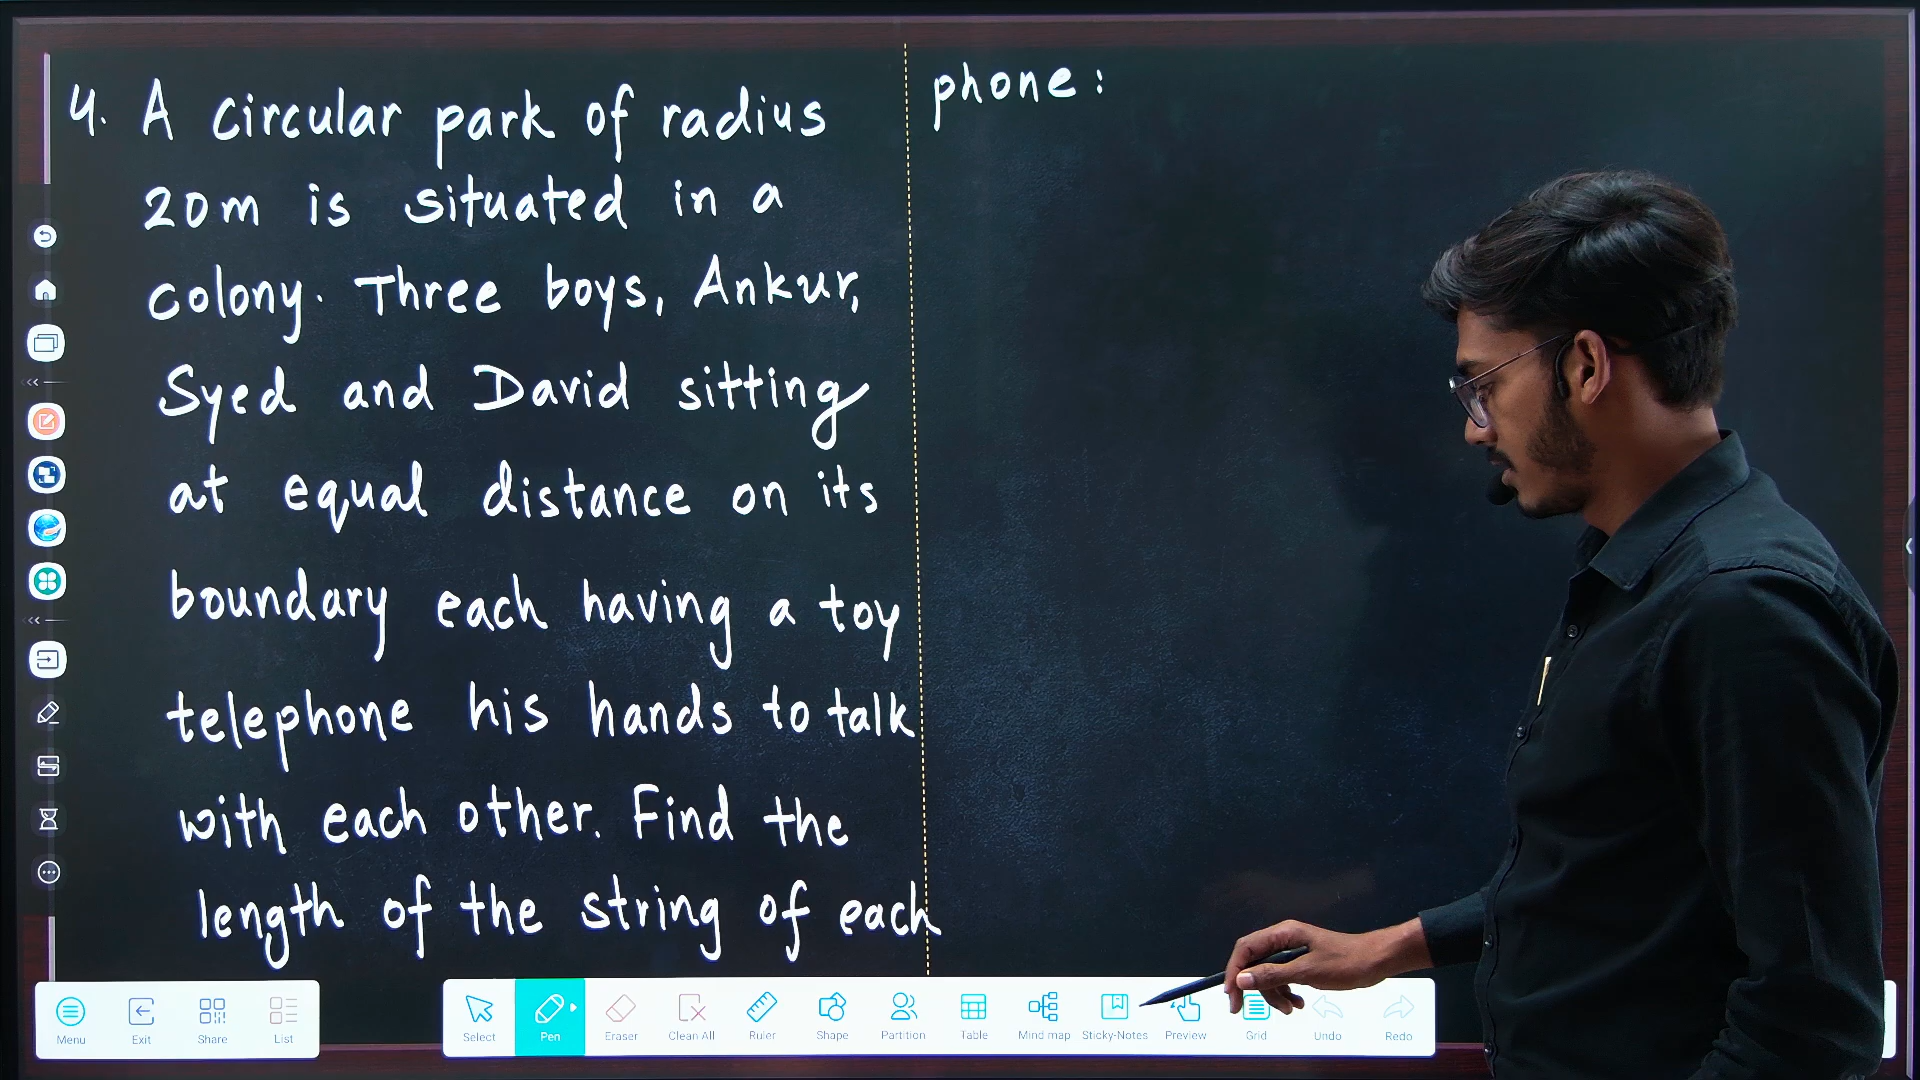 4. A circular park of radius
20m is situated in a
colony. Three boys, Ankur,
Syed and David sitting
at equal distance on its
boundary each having a toy
telephone his hands to talk
with each other. Find the
length of the string of each
phone:
Menu Exit Share List
Select Pen Eraser Clean All Ruler Shape Partition Table Mind map Sticky-Notes Preview Grid Undo Redo